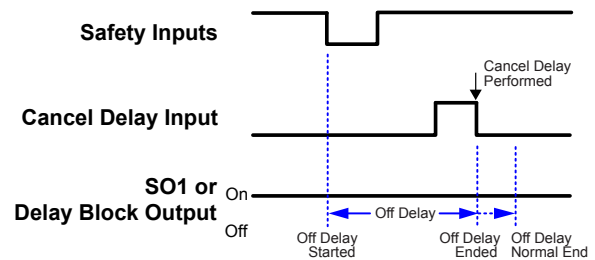 Safety Inputs
Cancel Delay
Performed
Cancel Delay Input
SO1 or
Delay Block Output
On
Off
Off Delay
Off Delay
Started
Off Delay
Ended
Off Delay
Normal End